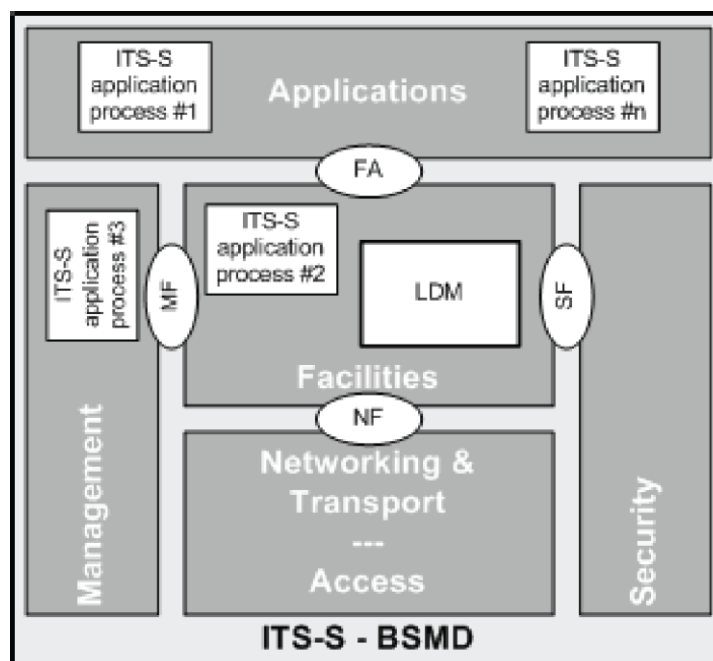 ITS-S
application
process #1
Applications
ITS-S
application
process #n
FA
ITS-S
application
process #3
MF
ITS-S
application
process #2
LDM
SF
Facilities
NF
Management
Networking &
Transport
---
Access
Security
ITS-S - BSMD